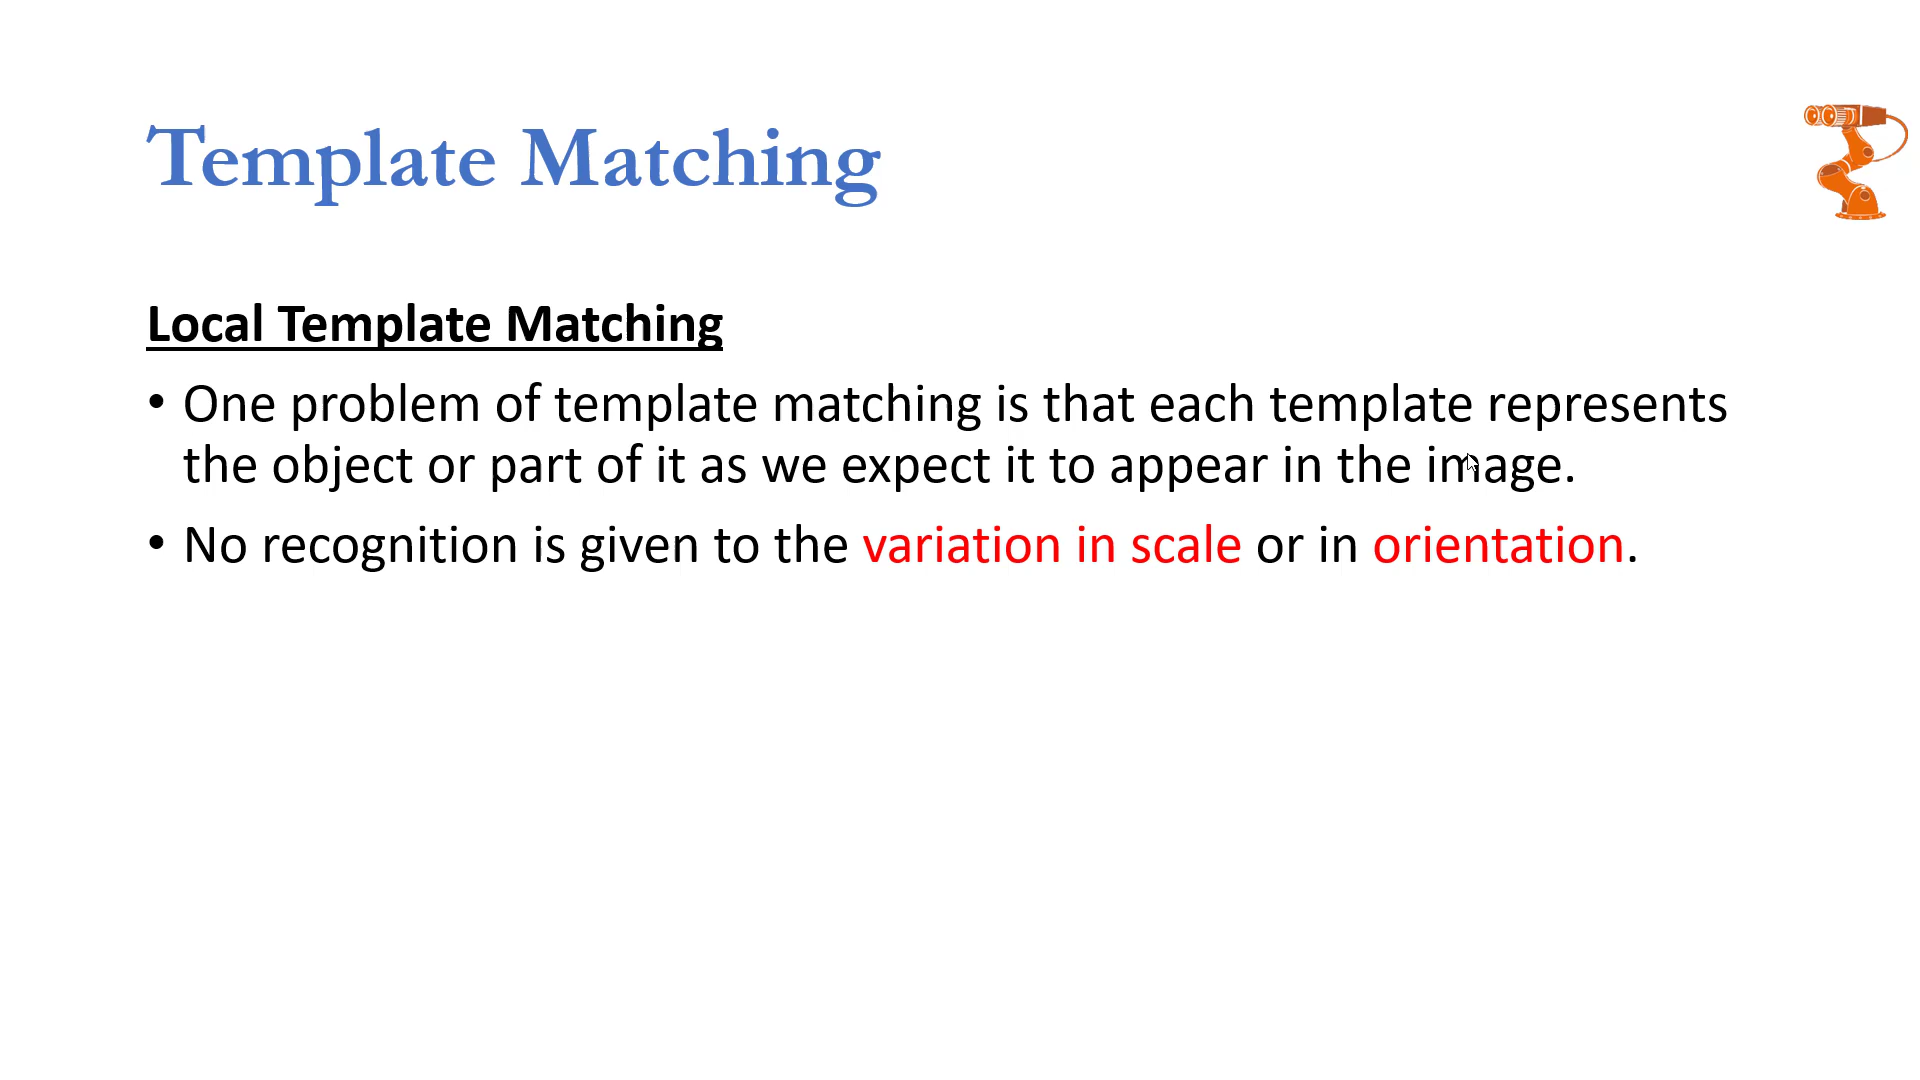 Template Matching
Local Template Matching
• One problem of template matching is that each template represents
the object or part of it as we expect it to appear in the image.
• No recognition is given to the variation in scale or in orientation.